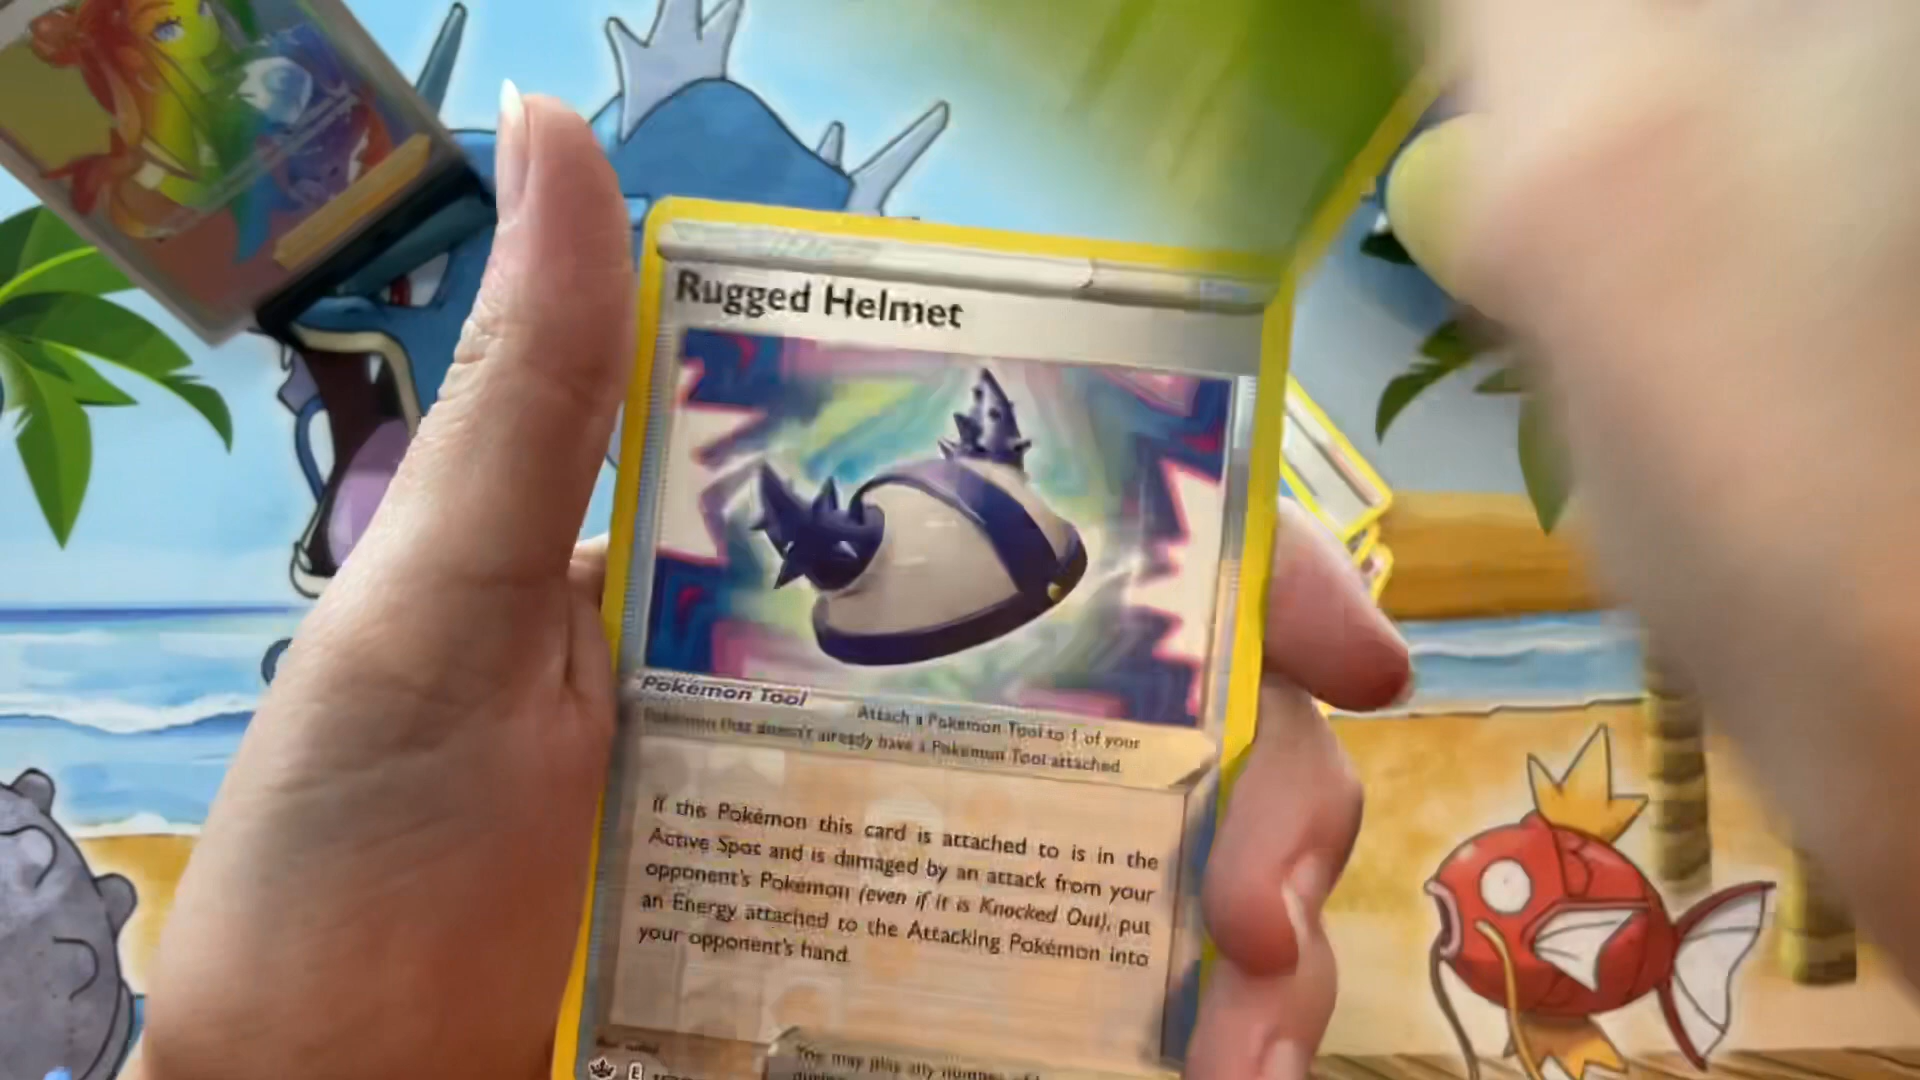 Rugged Helmet
Pokémon Tool
Attach a Pokémon Tool to 1 of your
Pokémon that doesn't already have a Pokémon Tool attached.
If the Pokémon this card is attached to is in the
Active Spot and is damaged by an attack from your
opponent's Pokémon (even if it is Knocked Out), put
an Energy attached to the Attacking Pokémon into
your opponent's hand.
You may play any number of
E